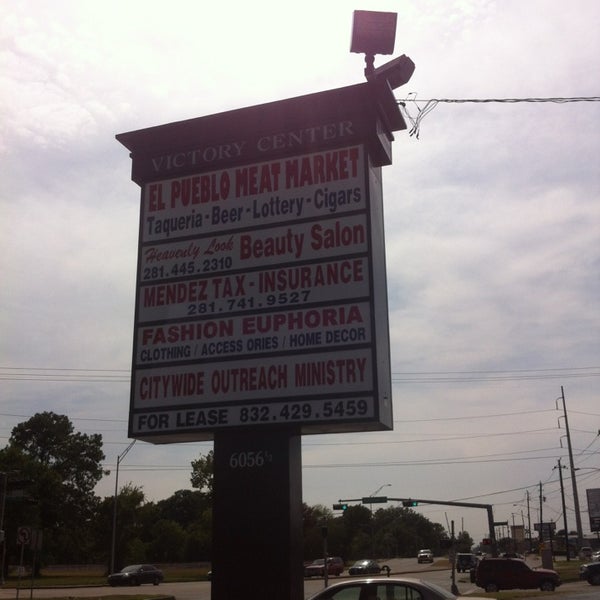 VICTORY CENTER
EL PUEBLO MEAT MARKET
Taqueria - Beer - Lottery - Cigars
Heavenly Look Beauty Salon
281.445.2310
MENDEZ TAX - INSURANCE
281.741.9527
FASHION EUPHORIA
CLOTHING / ACCESS ORIES / HOME DECOR
CITYWIDE OUTREACH MINISTRY
FOR LEASE 832.429.5459
6056 1/2